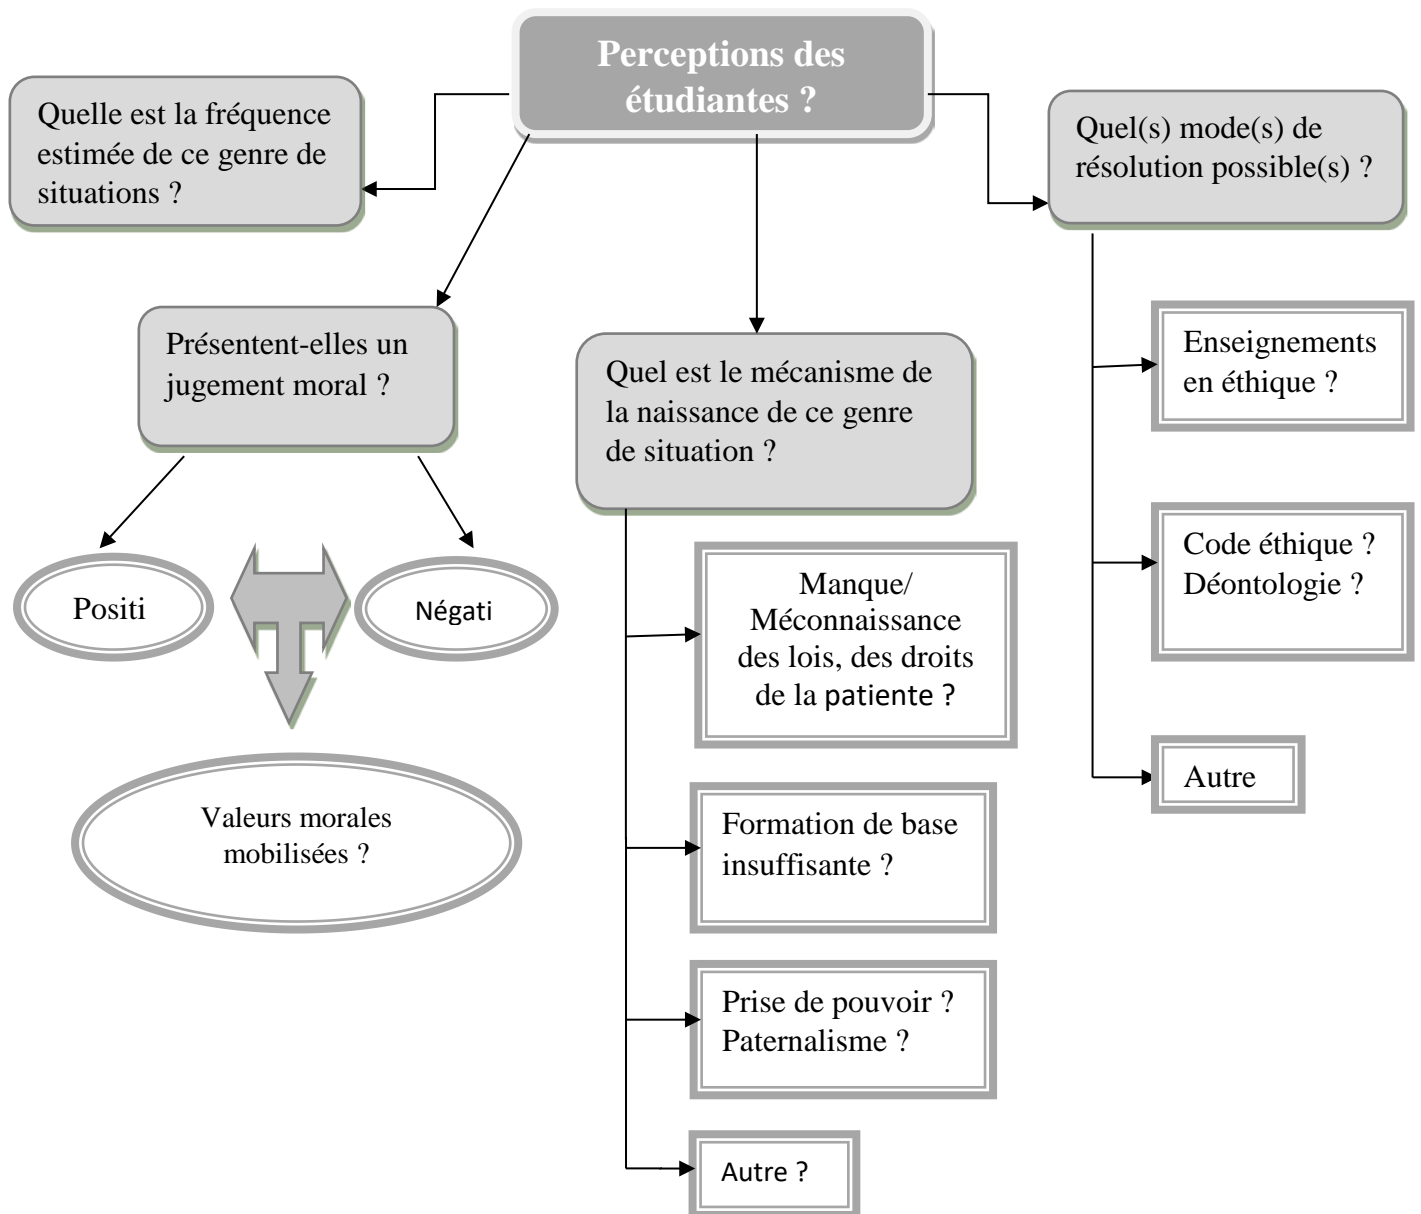 Perceptions des
étudiantes ?
Quelle est la fréquence
estimée de ce genre de
situations ?
Quel(s) mode(s) de
résolution possible(s) ?
Présentent-elles un
jugement moral ?
Quel est le mécanisme de
la naissance de ce genre
de situation ?
Enseignements
en éthique ?
Code éthique ?
Déontologie ?
Autre
Positi
Négati
Valeurs morales
mobilisées ?
Manque/
Méconnaissance
des lois, des droits
de la patiente ?
Formation de base
insuffisante ?
Prise de pouvoir ?
Paternalisme ?
Autre ?